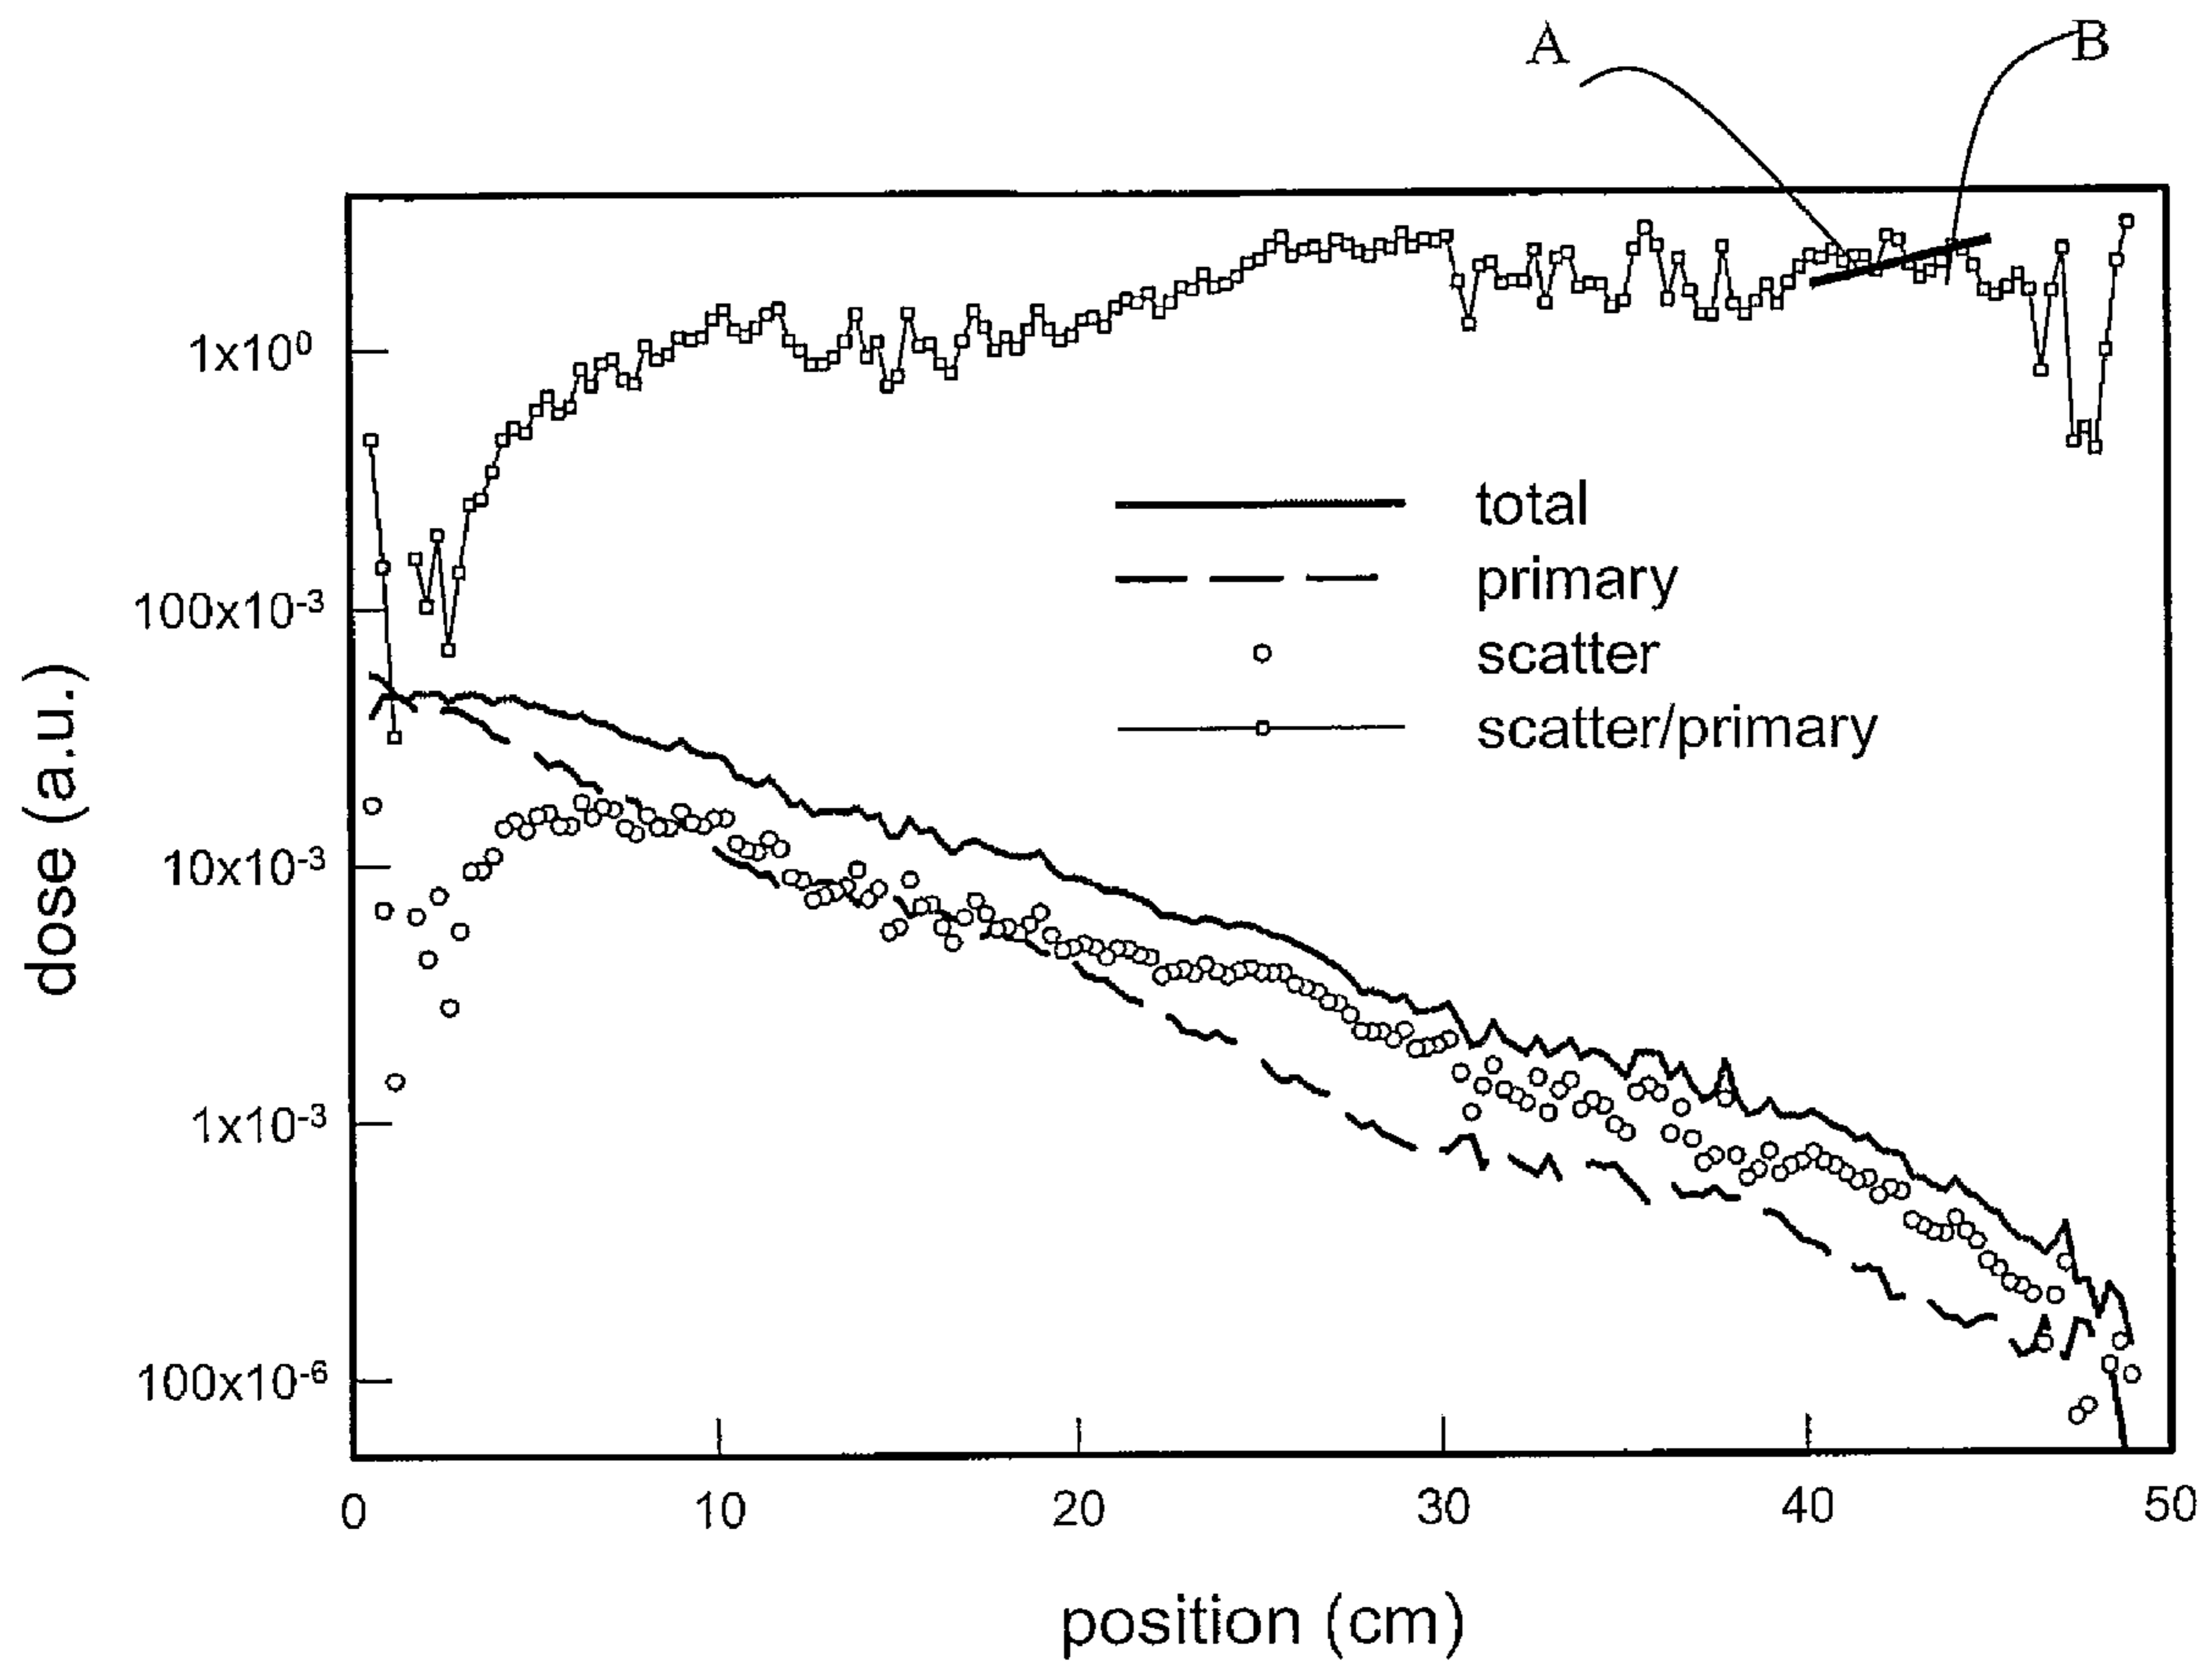 A
B
1x10⁰
100x10⁻³
10x10⁻³
1x10⁻³
100x10⁻⁶
dose (a.u.)
total
primary
scatter
scatter/primary
0 10 20 30 40 50
position (cm)